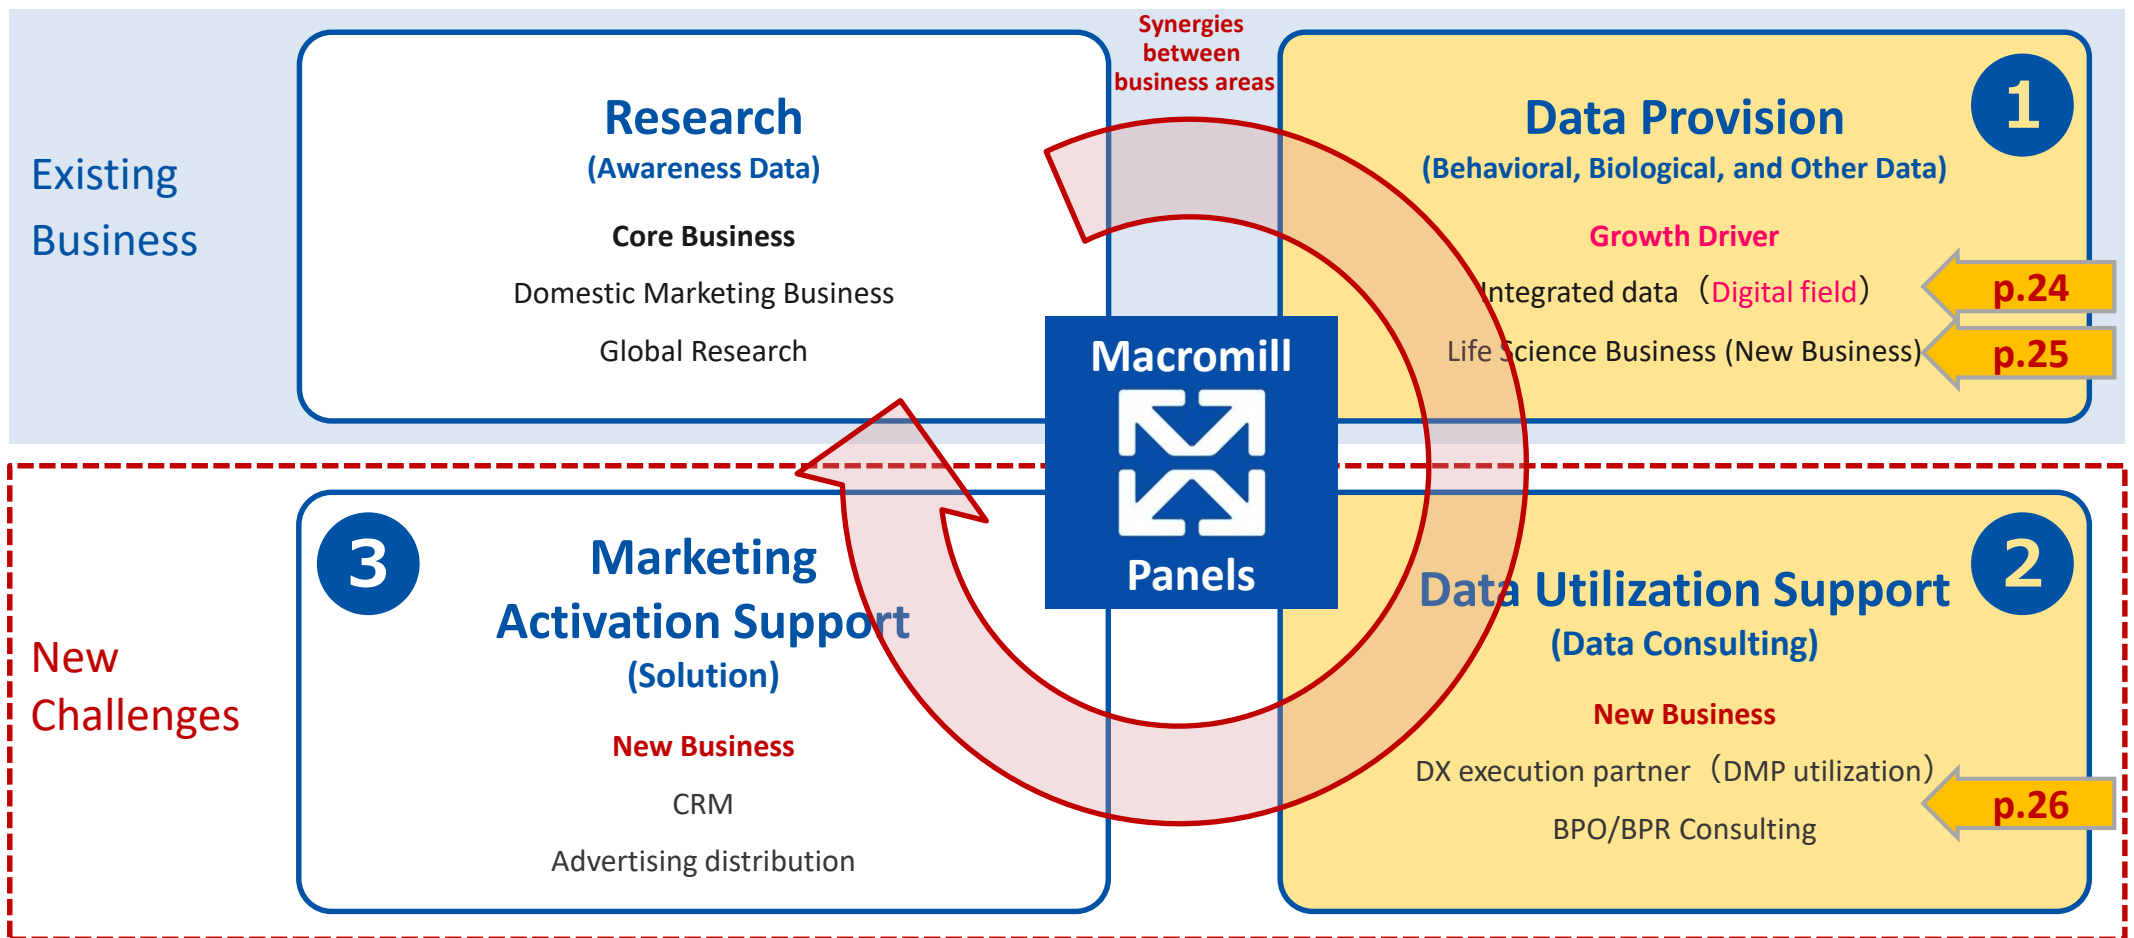 Synergies
between
business areas
Existing
Business
Research
(Awareness Data)
Core Business
Domestic Marketing Business
Global Research
1
Data Provision
(Behavioral, Biological, and Other Data)
Growth Driver
Integrated data（Digital field）
p.24
Life Science Business (New Business)
p.25
Macromill
Panels
New
Challenges
3
Marketing
Activation Support
(Solution)
New Business
CRM
Advertising distribution
2
Data Utilization Support
(Data Consulting)
New Business
DX execution partner（DMP utilization）
p.26
BPO/BPR Consulting